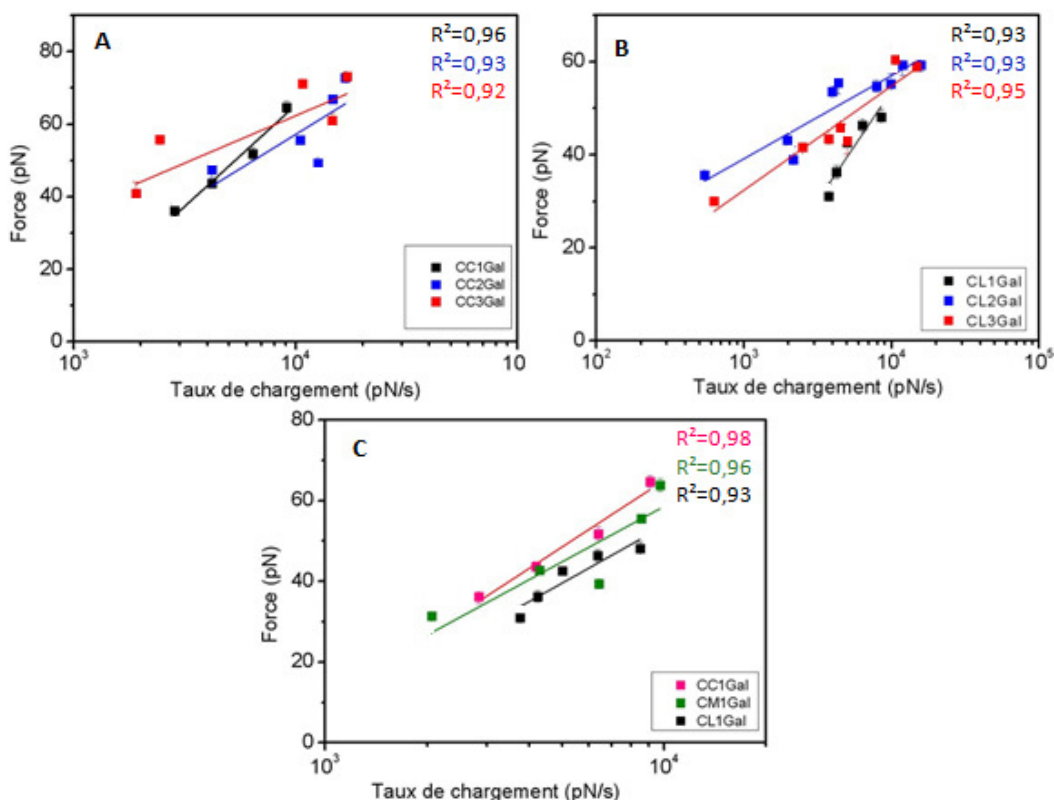 A
R²=0,96
R²=0,93
R²=0,92
80
60
40
20
0
Force (pN)
CC1Gal
CC2Gal
CC3Gal
10³ 10⁴ 10
Taux de chargement (pN/s)
B
R²=0,93
R²=0,93
R²=0,95
60
40
20
0
Force (pN)
CL1Gal
CL2Gal
CL3Gal
10² 10³ 10⁴ 10⁵
Taux de chargement (pN/s)
C
R²=0,98
R²=0,96
R²=0,93
80
60
40
20
0
Force (pN)
CC1Gal
CM1Gal
CL1Gal
10³ 10⁴
Taux de chargement (pN/s)